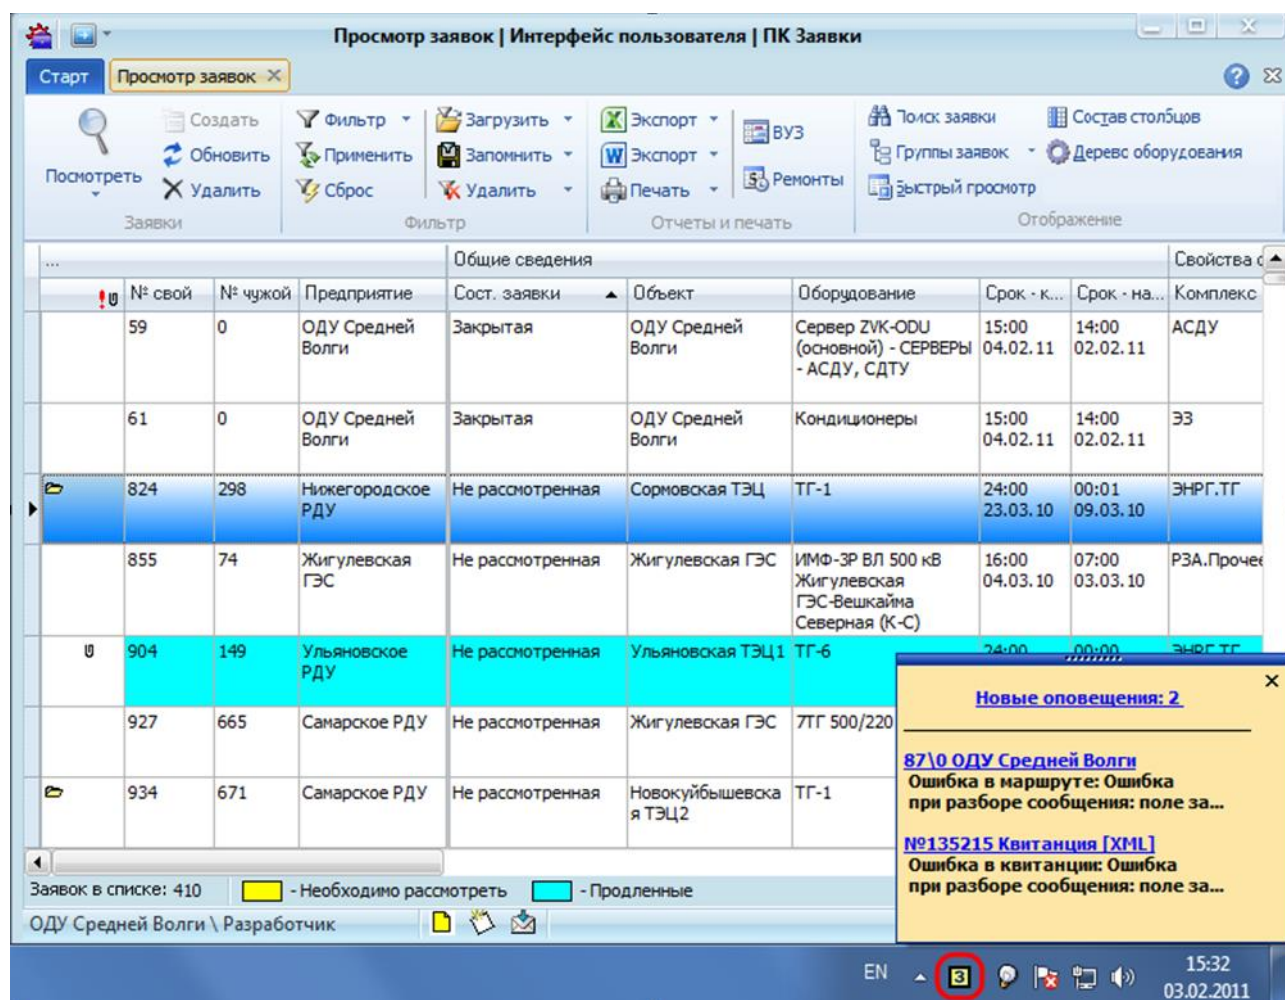 Просмотр заявок | Интерфейс пользователя | ПК Заявки
Старт Просмотр заявок
Посмотреть
Создать
Обновить
Удалить
Заявки
Фильтр
Применить
Сброс
Загрузить
Запомнить
Удалить
Фильтр
Экспорт
Экспорт
Печать
ВУЗ
Ремонты
Отчеты и печать
Поиск заявки
Группы заявок
Быстрый просмотр
Состав столбцов
Дерево оборудования
Отображение
... Общие сведения Свойства
№ свой № чужой Предприятие Сост. заявки Объект Оборудование Срок - к... Срок - на... Комплекс
59 0 ОДУ Средней Закрытая ОДУ Средней Сервер ZVK-ODU 15:00 14:00 АСДУ
Волги Волги (основной) - СЕРВЕРЫ 04.02.11 02.02.11
- АСДУ, СДТУ
61 0 ОДУ Средней Закрытая ОДУ Средней Кондиционеры 15:00 14:00 ЭЗ
Волги Волги 04.02.11 02.02.11
824 298 Нижегородское Не рассмотренная Сормовская ТЭЦ ТГ-1 24:00 00:01 ЭНРГ.ТГ
РДУ 23.03.10 09.03.10
855 74 Жигулевская Не рассмотренная Жигулевская ГЭС ИМФ-3Р ВЛ 500 кВ 16:00 07:00 РЗА.Прочее
ГЭС Жигулевская 04.03.10 03.03.10
ГЭС-Вешкайма
Северная (К-С)
904 149 Ульяновское Не рассмотренная Ульяновская ТЭЦ1 ТГ-6 24:00 00:00 ЭНРГ.ТГ
РДУ
927 665 Самарское РДУ Не рассмотренная Жигулевская ГЭС 7ТГ 500/220
934 671 Самарское РДУ Не рассмотренная Новокуйбышевска ТГ-1
я ТЭЦ2
Новые оповещения: 2
87\0 ОДУ Средней Волги
Ошибка в маршруте: Ошибка
при разборе сообщения: поле за...
№135215 Квитанция [XML]
Ошибка в квитанции: Ошибка
при разборе сообщения: поле за...
Заявок в списке: 410 - Необходимо рассмотреть - Продленные
ОДУ Средней Волги \ Разработчик
EN 3 15:32
03.02.2011